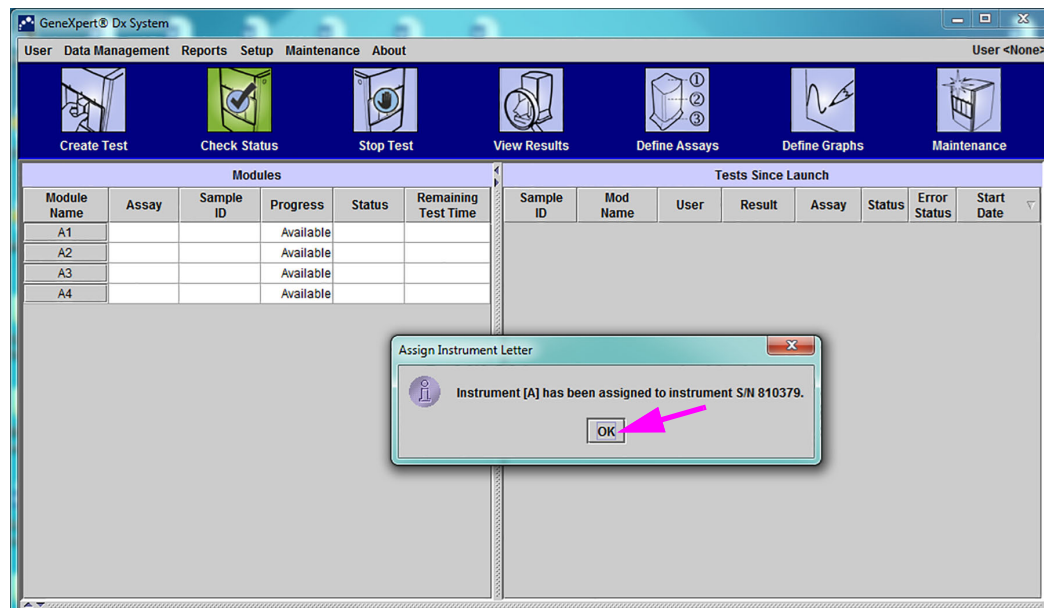 GeneXpert® Dx System
User Data Management Reports Setup Maintenance About User <None>
① ② ③
Create Test Check Status Stop Test View Results Define Assays Define Graphs Maintenance
Modules
Module Name Assay Sample ID Progress Status Remaining Test Time
A1 Available
A2 Available
A3 Available
A4 Available
Tests Since Launch
Sample ID Mod Name User Result Assay Status Error Status Start Date
Assign Instrument Letter
Instrument [A] has been assigned to instrument S/N 810379.
OK